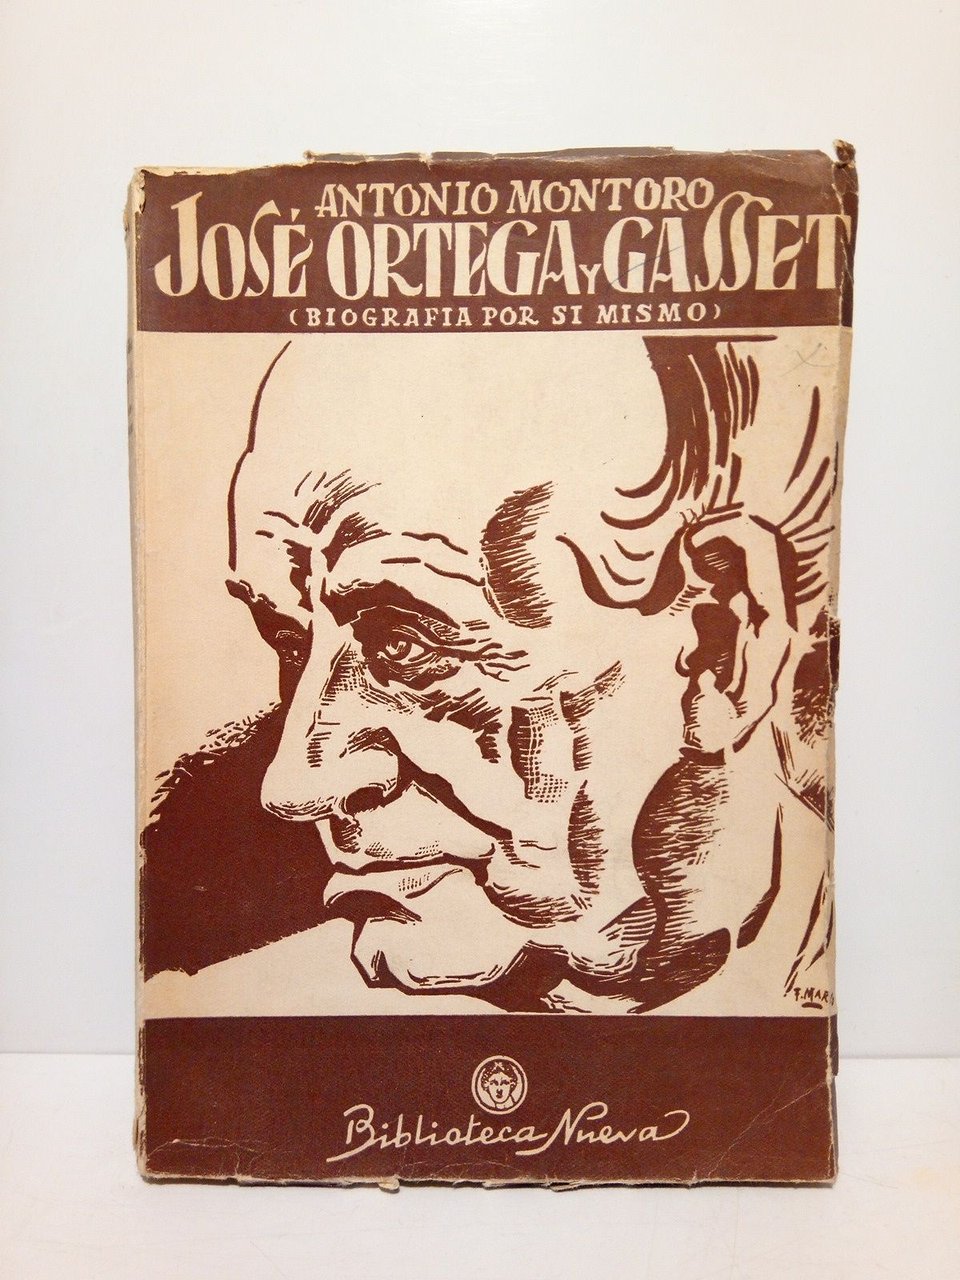 ANTONIO MONTORO
JOSÉ ORTEGA Y GASSET
(BIOGRAFIA POR SI MISMO)
Biblioteca Nueva